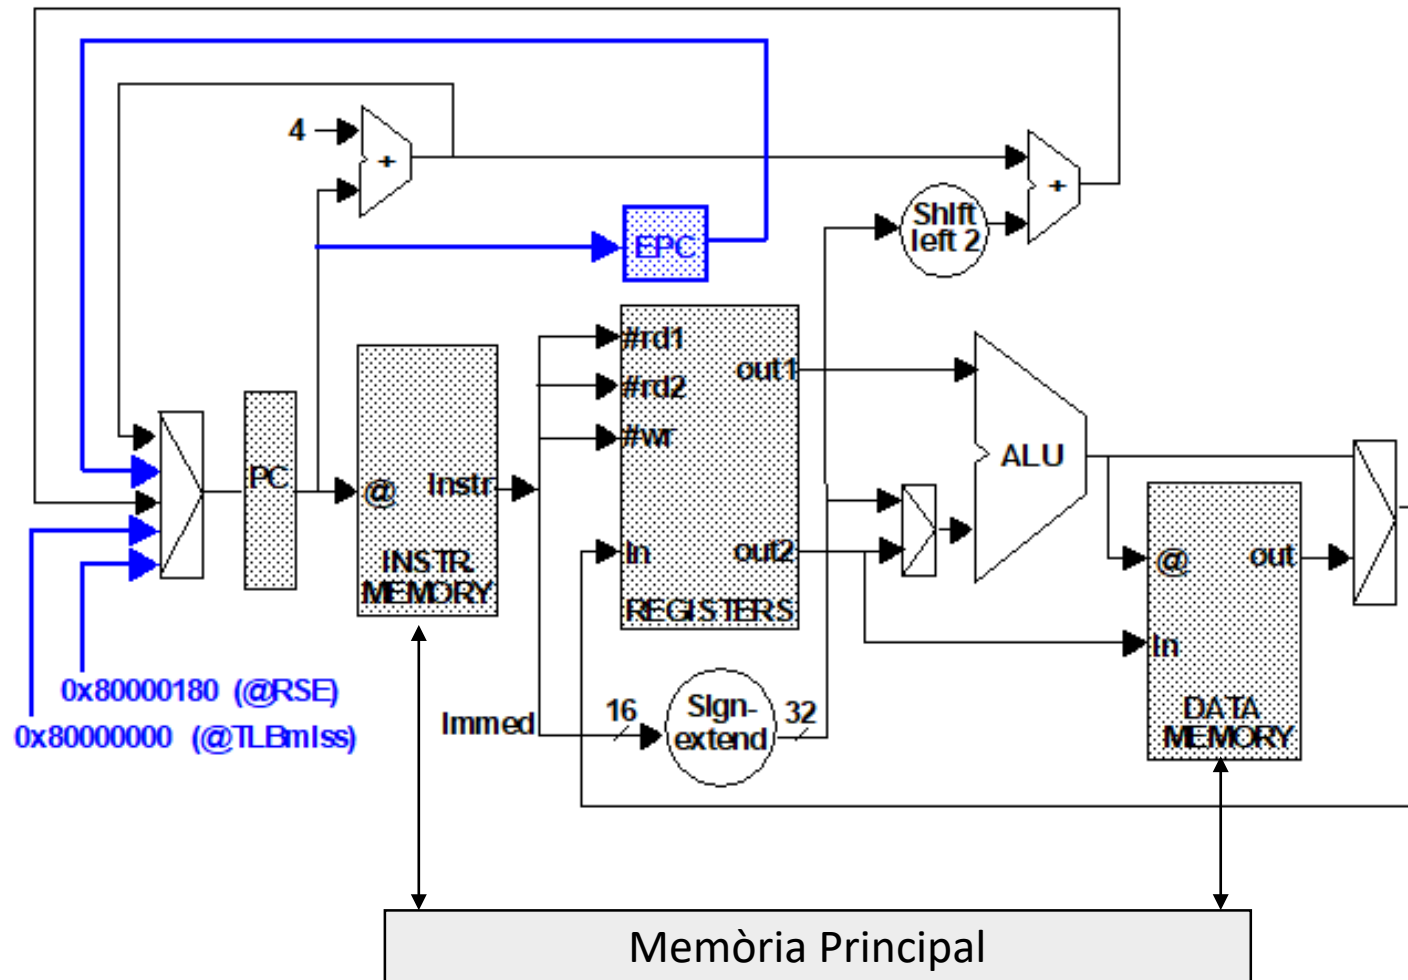 4
+
+
Shift
left 2
EPC
#rd1
#rd2
#wr
out1
In
out2
REGISTERS
PC
@
Instr
INSTR.
MEMORY
ALU
@
out
In
DATA
MEMORY
0x80000180 (@RSE)
0x80000000 (@TLBmiss)
Immed
16
Sign-
extend
32
Memòria Principal